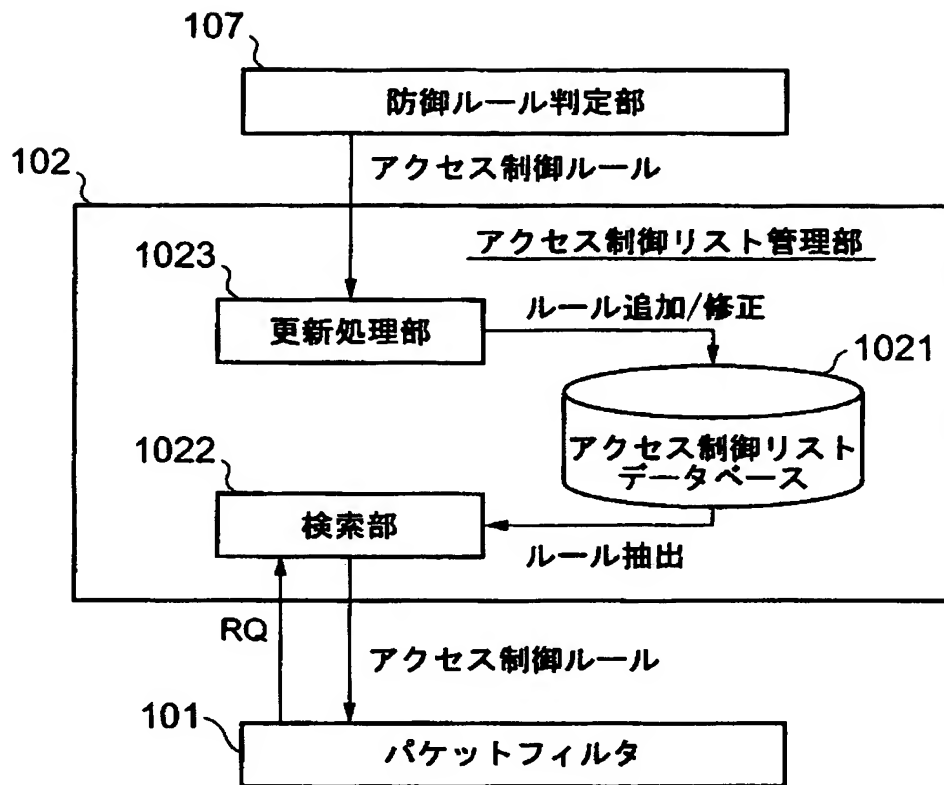 107
防御ルール判定部
アクセス制御ルール
102
アクセス制御リスト管理部
1023
更新処理部
ルール追加/修正
1021
アクセス制御リスト
データベース
1022
検索部
ルール抽出
RQ
アクセス制御ルール
101
パケットフィルタ